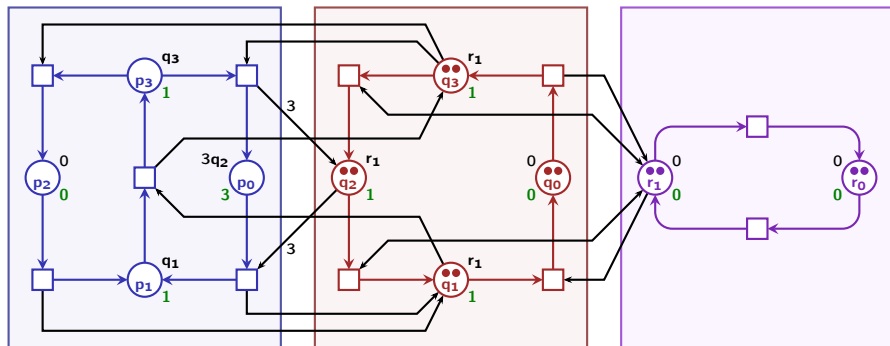 q₃ r₁
p₃ q₃
1 1
3
0 3q₂ r₁ 0 0 0
p₂ p₀ q₂ q₀ r₁ r₀
0 3 1 0 0 0
3
q₁ r₁
p₁ q₁
1 1